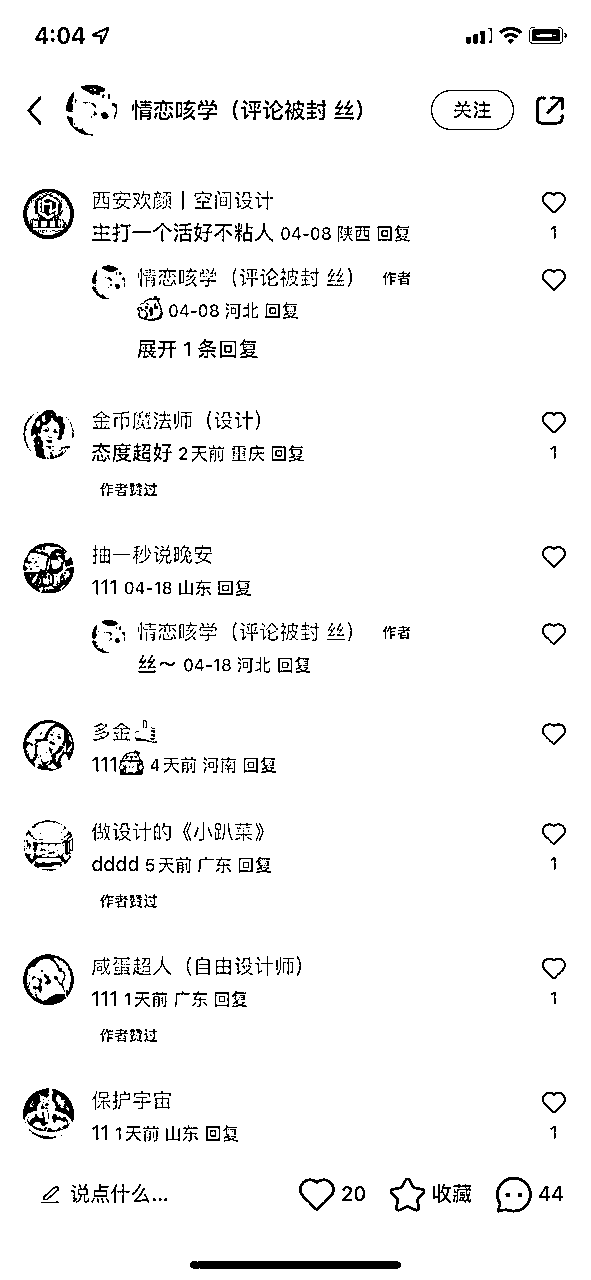 4:04
情恋咳学（评论被封 丝）
关注
西安欢颜丨空间设计
主打一个活好不粘人 04-08 陕西 回复
1
情恋咳学（评论被封 丝） 作者
04-08 河北 回复
展开 1 条回复
金币魔法师（设计）
态度超好 2天前 重庆 回复
1
作者赞过
抽一秒说晚安
111 04-18 山东 回复
情恋咳学（评论被封 丝） 作者
丝～ 04-18 河北 回复
多金
111 4天前 河南 回复
做设计的《小趴菜》
dddd 5天前 广东 回复
1
作者赞过
咸蛋超人（自由设计师）
111 1天前 广东 回复
1
作者赞过
保护宇宙
11 1天前 山东 回复
1
说点什么... 20 收藏 44